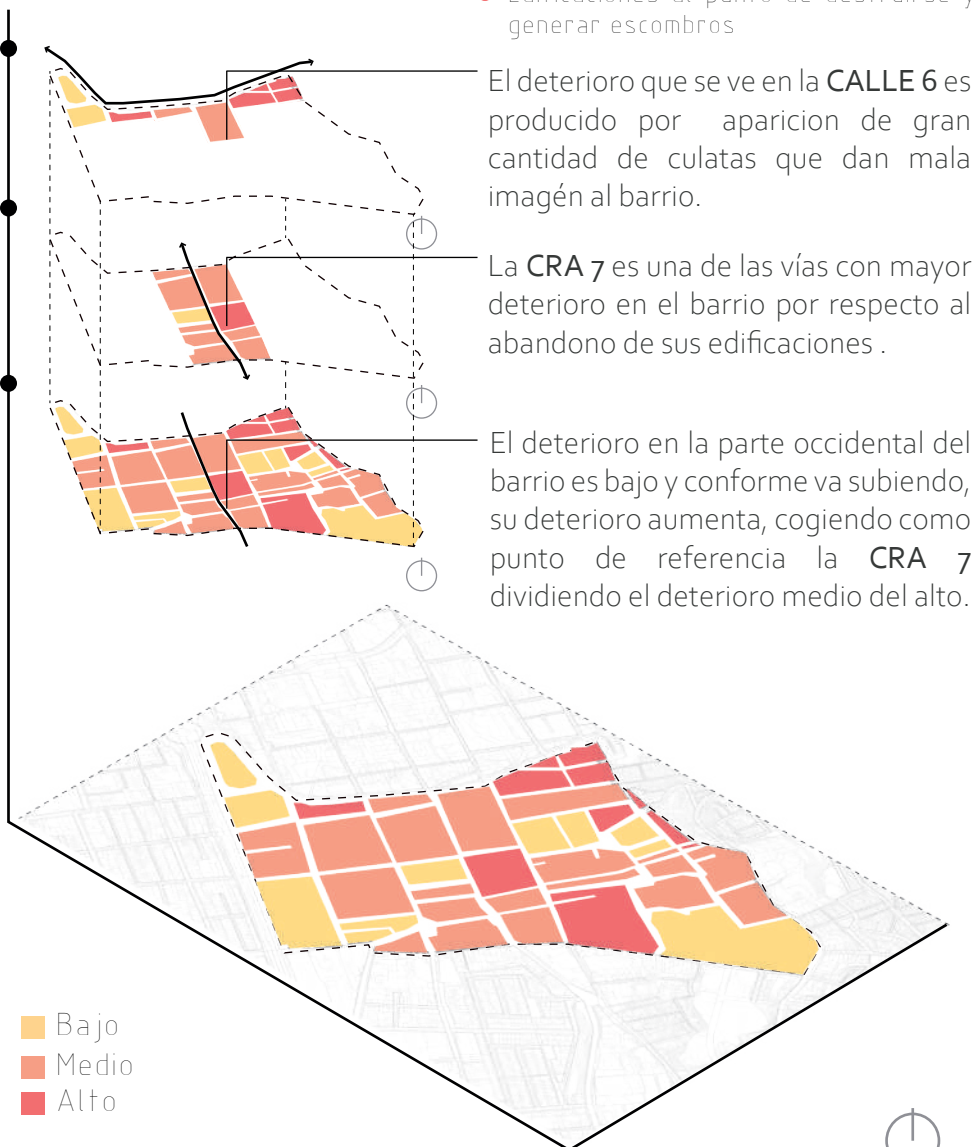 generar escombros
El deterioro que se ve en la CALLE 6 es
producido por aparicion de gran
cantidad de culatas que dan mala
imagén al barrio.
La CRA 7 es una de las vías con mayor
deterioro en el barrio por respecto al
abandono de sus edificaciones .
El deterioro en la parte occidental del
barrio es bajo y conforme va subiendo,
su deterioro aumenta, cogiendo como
punto de referencia la CRA 7
dividiendo el deterioro medio del alto.
Bajo
Medio
Alto